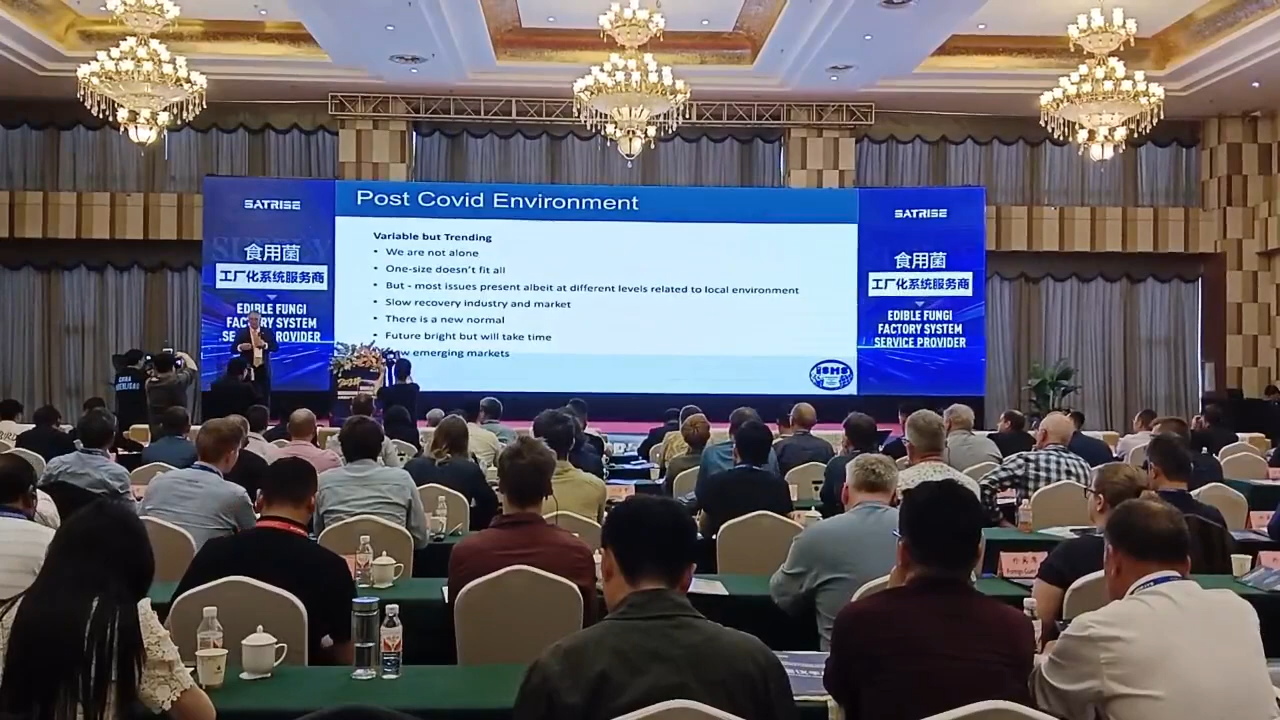 Post Covid Environment
SATRISE
食用菌
工厂化系统服务商
EDIBLE FUNGI
FACTORY SYSTEM
SERVICE PROVIDER
Variable but Trending
• We are not alone
• One-size doesn't fit all
• But - most issues present albeit at different levels related to local environment
• Slow recovery industry and market
• There is a new normal
• Future bright but will take time
emerging markets
ISMS
SATRISE
食用菌
工厂化系统服务商
EDIBLE FUNGI
FACTORY SYSTEM
SERVICE PROVIDER